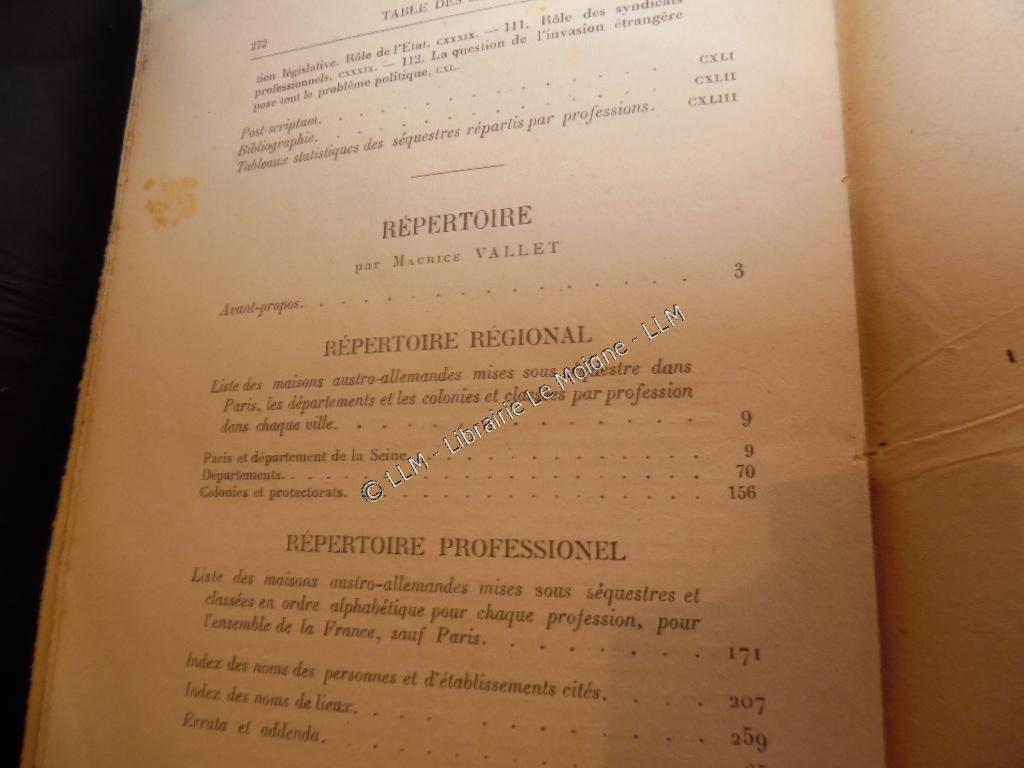 272 TABLE DES
tion législative. Rôle de l'État, CXXXIX. — 111. Rôle des syndicats
professionnels, CXXXIX. — 112. La question de l'invasion étrangère
pose tout le problème politique, CXL.
Post-scriptum. . . . . . . . . . CXLI
Bibliographie. . . . . . . . . . CXLII
Tableaux statistiques des séquestres répartis par professions. CXLIII
RÉPERTOIRE
par MAURICE VALLET
Avant-propos. . . . . . . . . . . . . . 3
RÉPERTOIRE RÉGIONAL
Liste des maisons austro-allemandes mises sous séquestre dans
Paris, les départements et les colonies et classées par profession
dans chaque ville. . . . . . . . . . . . 9
Paris et département de la Seine. . . . . . . . . 9
Départements. . . . . . . . . . . . . 70
Colonies et protectorats. . . . . . . . . . . 156
RÉPERTOIRE PROFESSIONEL
Liste des maisons austro-allemandes mises sous séquestres et
classées en ordre alphabétique pour chaque profession, pour
l'ensemble de la France, sauf Paris. . . . . . . 171
Index des noms des personnes et d'établissements cités. . . . 207
Index des noms de lieux. . . . . . . . . . 259
Errata et addenda. . . . . . . . . .
© LLM - Librairie Le Moigne - LLM